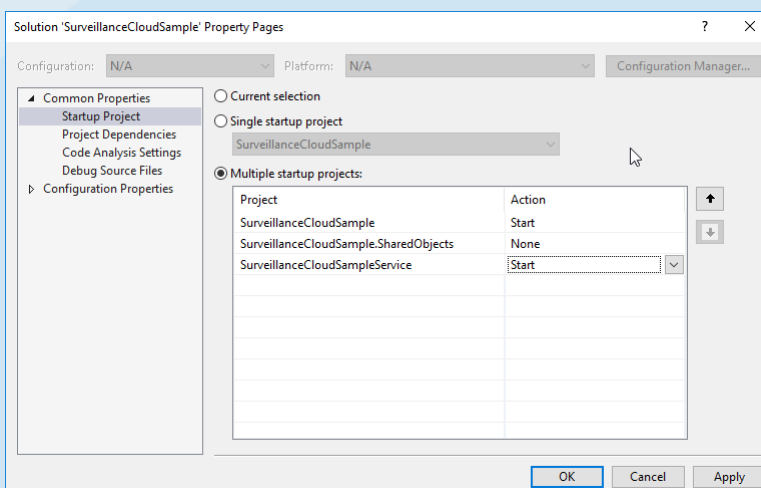 Solution 'SurveillanceCloudSample' Property Pages ?
Configuration: N/A Platform: N/A Configuration Manager...
Common Properties
Startup Project
Project Dependencies
Code Analysis Settings
Debug Source Files
Configuration Properties
Current selection
Single startup project
SurveillanceCloudSample
Multiple startup projects:
Project Action
SurveillanceCloudSample Start
SurveillanceCloudSample.SharedObjects None
SurveillanceCloudSampleService Start
OK Cancel Apply